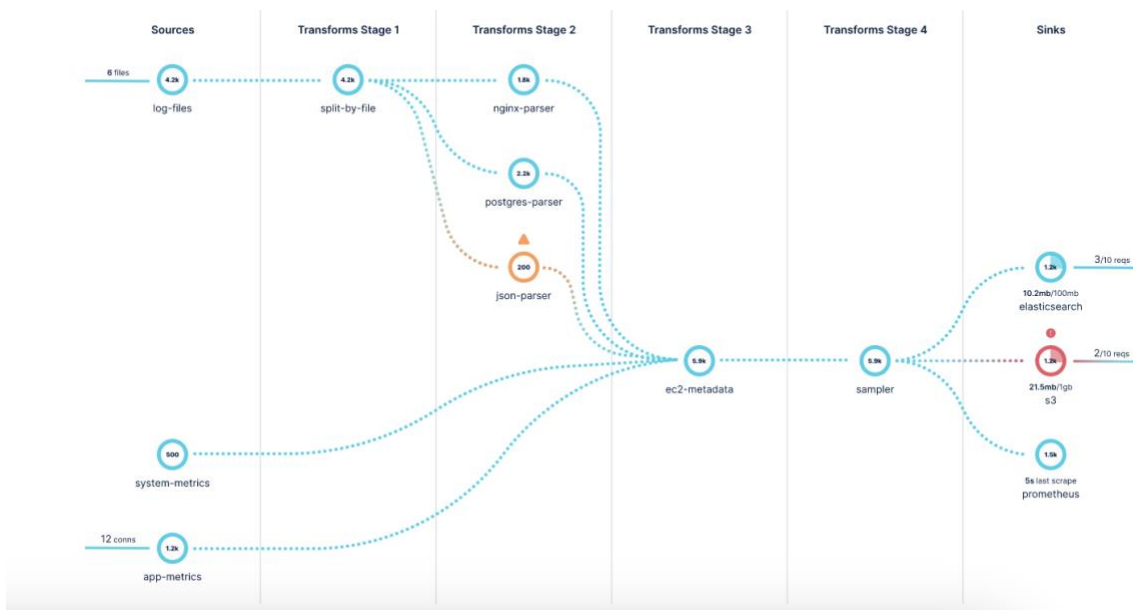 Sources
Transforms Stage 1
Transforms Stage 2
Transforms Stage 3
Transforms Stage 4
Sinks
6 files
4.2k
log-files
4.2k
split-by-file
1.8k
nginx-parser
2.2k
postgres-parser
200
json-parser
3/10 reqs
1.2k
10.2mb/100mb
elasticsearch
5.9k
ec2-metadata
5.9k
sampler
!
1.2k
2/10 reqs
21.5mb/1gb
s3
500
system-metrics
1.5k
5s last scrape
prometheus
12 conns
1.2k
app-metrics